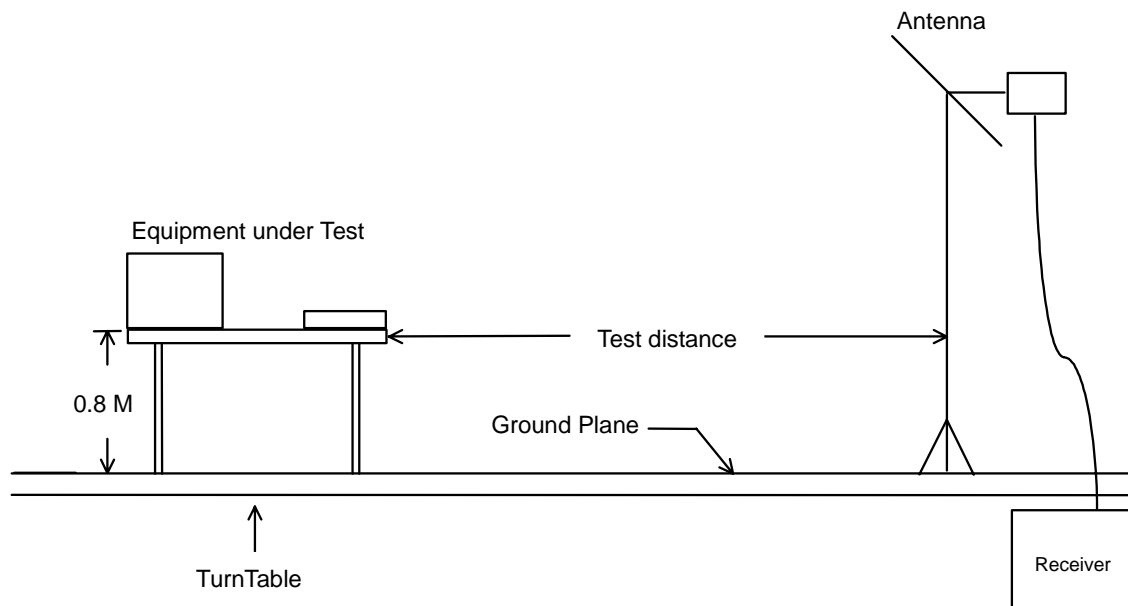 Antenna
Equipment under Test
Test distance
0.8 M
Ground Plane
TurnTable
Receiver